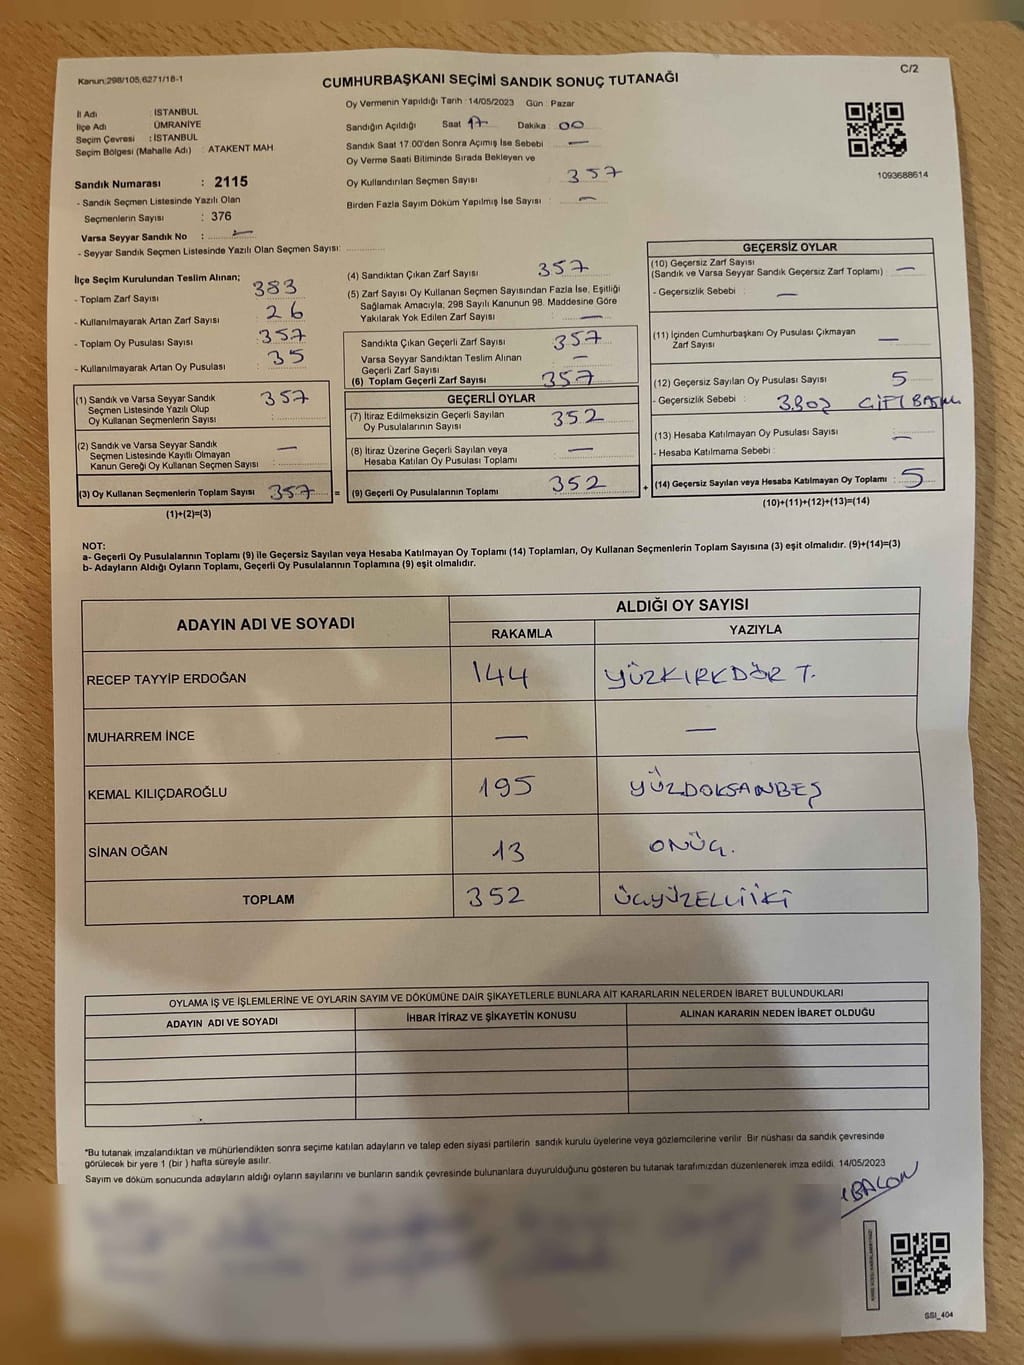 Kanun;298/105,6271/18-1
C/2
CUMHURBAŞKANI SEÇİMİ SANDIK SONUÇ TUTANAĞI
İl Adı : İSTANBUL
İlçe Adı : ÜMRANİYE
Seçim Çevresi : İSTANBUL
Seçim Bölgesi (Mahalle Adı) : ATAKENT MAH.
Sandık Numarası : 2115
- Sandık Seçmen Listesinde Yazılı Olan
Seçmenlerin Sayısı : 376
Varsa Seyyar Sandık No : —
- Seyyar Sandık Seçmen Listesinde Yazılı Olan Seçmen Sayısı:
Oy Vermenin Yapıldığı Tarih : 14/05/2023 Gün : Pazar
Sandığın Açıldığı Saat 17 Dakika : 00
Sandık Saat 17:00'den Sonra Açımış İse Sebebi : —
Oy Verme Saati Bitiminde Sırada Bekleyen ve
Oy Kullandırılan Seçmen Sayısı : 357
Birden Fazla Sayım Döküm Yapılmış İse Sayısı : —
1093688614
İlçe Seçim Kurulundan Teslim Alınan;
- Toplam Zarf Sayısı : 383
- Kullanılmayarak Artan Zarf Sayısı : 26
- Toplam Oy Pusulası Sayısı : 357
- Kullanılmayarak Artan Oy Pusulası : 35
(1) Sandık ve Varsa Seyyar Sandık
Seçmen Listesinde Yazılı Olup
Oy Kullanan Seçmenlerin Sayısı : 357
(2) Sandık ve Varsa Seyyar Sandık
Seçmen Listesinde Kayıtlı Olmayan
Kanun Gereği Oy Kullanan Seçmen Sayısı : —
(3) Oy Kullanan Seçmenlerin Toplam Sayısı : 357
(1)+(2)=(3)
(4) Sandıktan Çıkan Zarf Sayısı : 357
(5) Zarf Sayısı Oy Kullanan Seçmen Sayısından Fazla İse, Eşitliği
Sağlamak Amacıyla; 298 Sayılı Kanunun 98. Maddesine Göre
Yakılarak Yok Edilen Zarf Sayısı : —
Sandıkta Çıkan Geçerli Zarf Sayısı : 357
Varsa Seyyar Sandıktan Teslim Alınan
Geçerli Zarf Sayısı : —
(6) Toplam Geçerli Zarf Sayısı : 357
GEÇERLİ OYLAR
(7) İtiraz Edilmeksizin Geçerli Sayılan
Oy Pusulalarının Sayısı : 352
(8) İtiraz Üzerine Geçerli Sayılan veya
Hesaba Katılan Oy Pusulası Toplamı : —
= (9) Geçerli Oy Pusulalarının Toplamı : 352
GEÇERSİZ OYLAR
(10) Geçersiz Zarf Sayısı
(Sandık ve Varsa Seyyar Sandık Geçersiz Zarf Toplamı) : —
- Geçersizlik Sebebi : —
(11) İçinden Cumhurbaşkanı Oy Pusulası Çıkmayan
Zarf Sayısı : —
(12) Geçersiz Sayılan Oy Pusulası Sayısı : 5
- Geçersizlik Sebebi :
(13) Hesaba Katılmayan Oy Pusulası Sayısı : —
- Hesaba Katılmama Sebebi :
+ (14) Geçersiz Sayılan veya Hesaba Katılmayan Oy Toplamı : 5
(10)+(11)+(12)+(13)=(14)
NOT:
a- Geçerli Oy Pusulalarının Toplamı (9) ile Geçersiz Sayılan veya Hesaba Katılmayan Oy Toplamı (14) Toplamları, Oy Kullanan Seçmenlerin Toplam Sayısına (3) eşit olmalıdır. (9)+(14)=(3)
b- Adayların Aldığı Oyların Toplamı, Geçerli Oy Pusulalarının Toplamına (9) eşit olmalıdır.
ADAYIN ADI VE SOYADI ALDIĞI OY SAYISI
RAKAMLA YAZIYLA
RECEP TAYYİP ERDOĞAN 144 YÜZKIRKDÖRT.
MUHARREM İNCE — —
KEMAL KILIÇDAROĞLU 195 YÜZDOKSANBEŞ
SİNAN OĞAN 13 ONÜÇ.
TOPLAM 352 ÜÇYÜZELLİİKİ
OYLAMA İŞ VE İŞLEMLERİNE VE OYLARIN SAYIM VE DÖKÜMÜNE DAİR ŞİKAYETLERLE BUNLARA AİT KARARLARIN NELERDEN İBARET BULUNDUKLARI
ADAYIN ADI VE SOYADI İHBAR İTİRAZ VE ŞİKAYETİN KONUSU ALINAN KARARIN NEDEN İBARET OLDUĞU
*Bu tutanak imzalandıktan ve mühürlendikten sonra seçime katılan adayların ve talep eden siyasi partilerin sandık kurulu üyelerine veya gözlemcilerine verilir. Bir nüshası da sandık çevresinde
görülecek bir yere 1 (bir ) hafta süreyle asılır.
Sayım ve döküm sonucunda adayların aldığı oyların sayılarını ve bunların sandık çevresinde bulunanlara duyurulduğunu gösteren bu tutanak tarafımızdan düzenlenerek imza edildi. 14/05/2023
SSİ_404